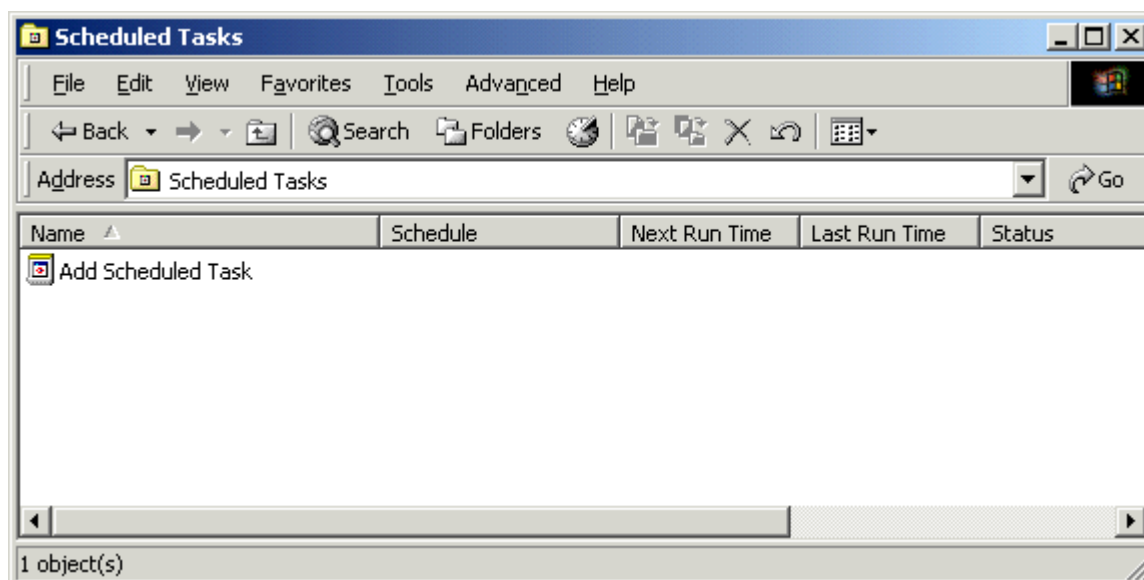 Scheduled Tasks
File Edit View Favorites Tools Advanced Help
Back Search Folders
Address Scheduled Tasks Go
Name Schedule Next Run Time Last Run Time Status
Add Scheduled Task
1 object(s)